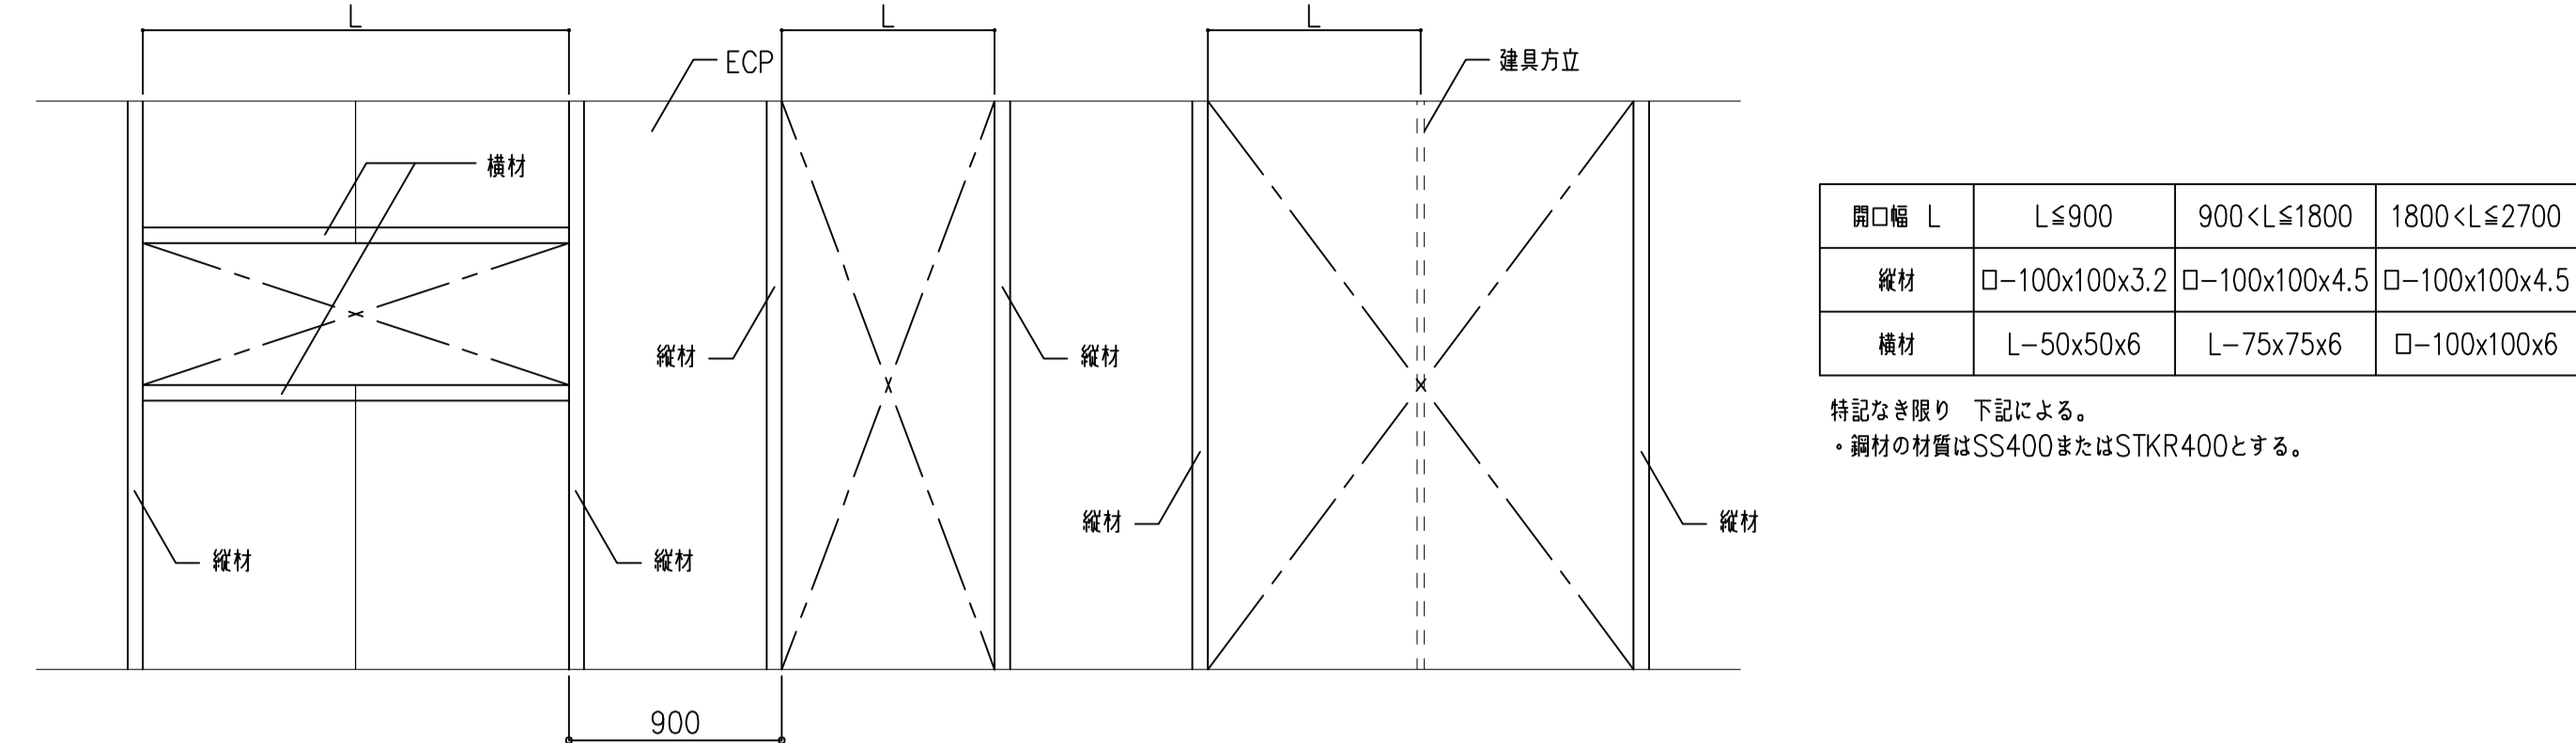 L
L
L
ECP
建具方立
横材
縦材
縦材
縦材
縦材
縦材
縦材
900
開口幅 L L≦900 900<L≦1800 1800<L≦2700
縦材 □-100x100x3.2 □-100x100x4.5 □-100x100x4.5
横材 L-50x50x6 L-75x75x6 □-100x100x6
特記なき限り 下記による。
・鋼材の材質はSS400またはSTKR400とする。